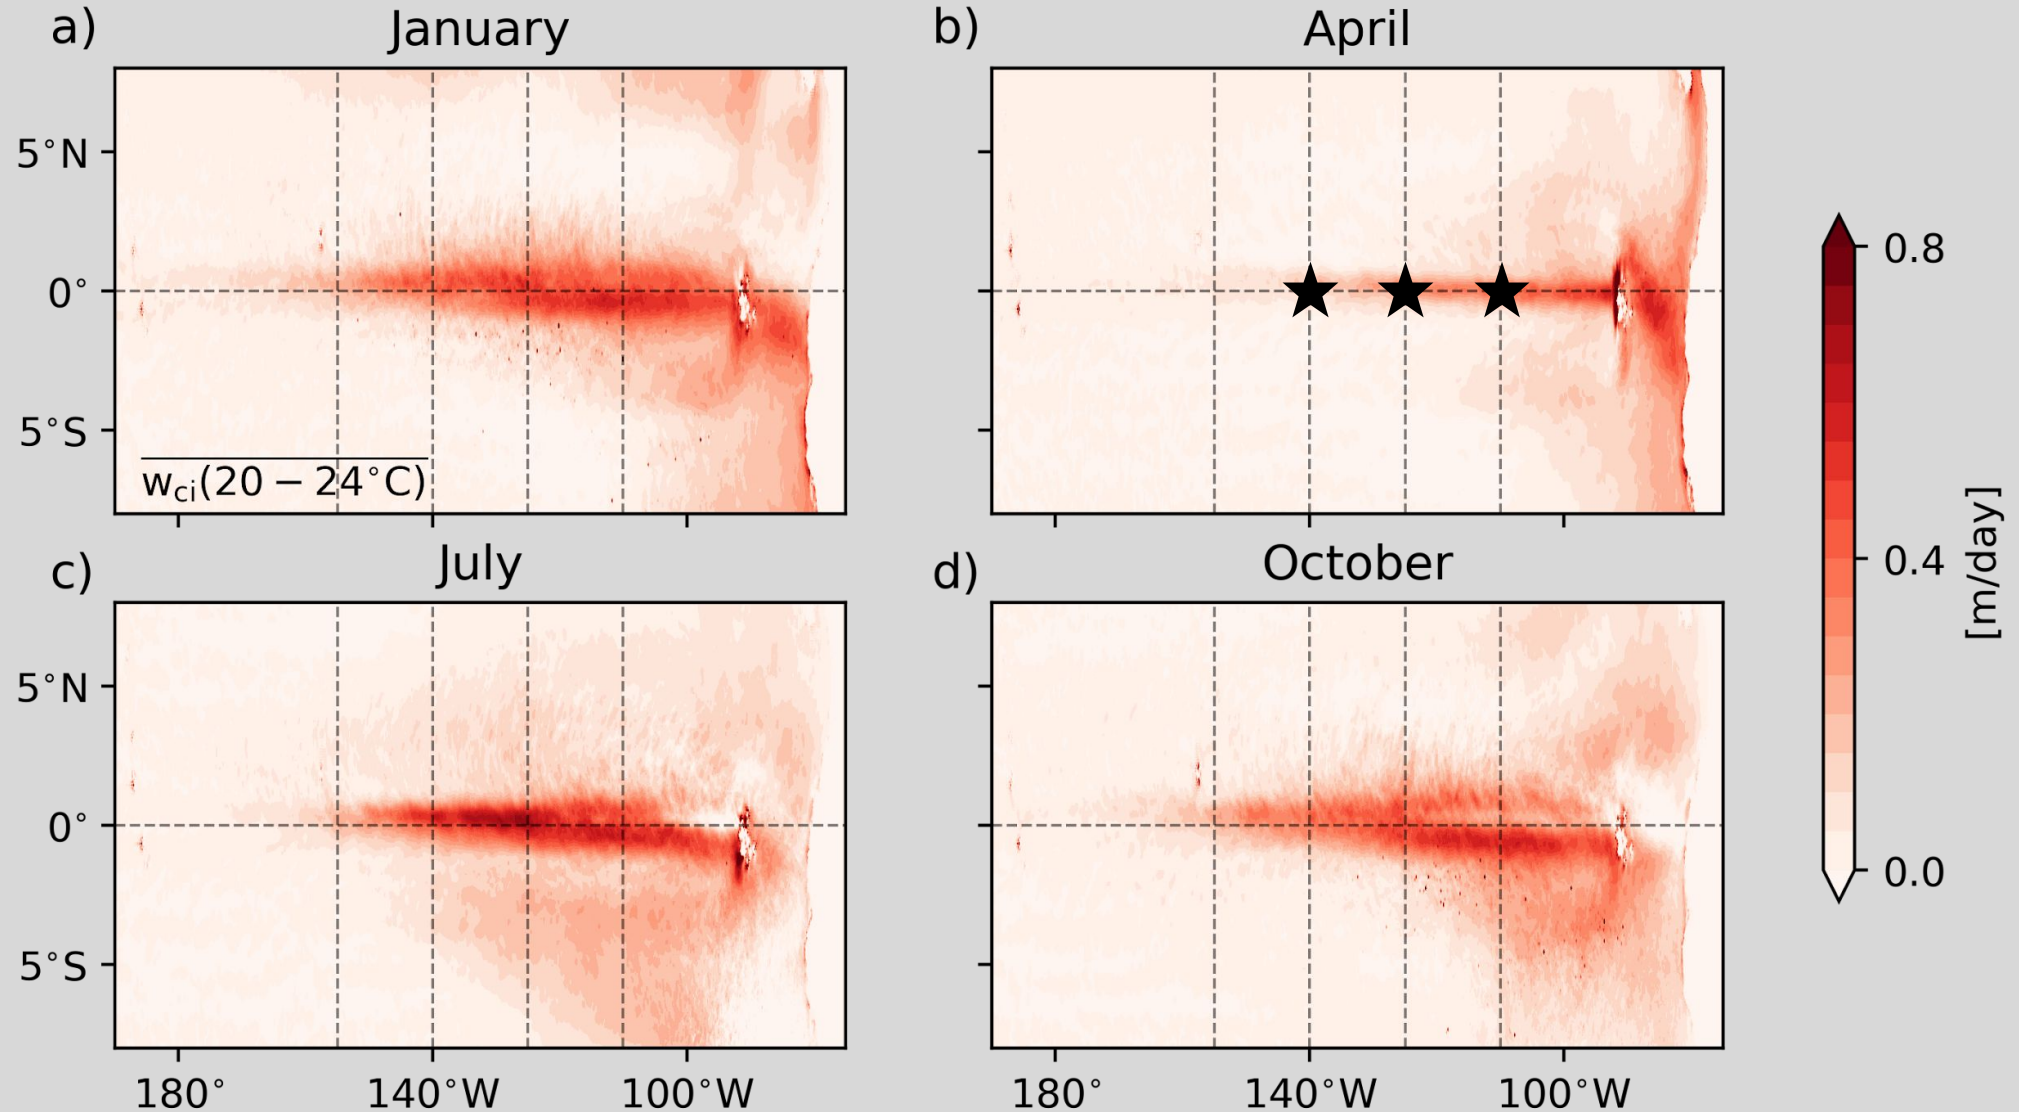 a) January
b) April
5°N
0°
5°S
w_ci(20 − 24°C)
c) July
d) October
5°N
0°
5°S
180° 140°W 100°W
180° 140°W 100°W
0.8
0.4
0.0
[m/day]